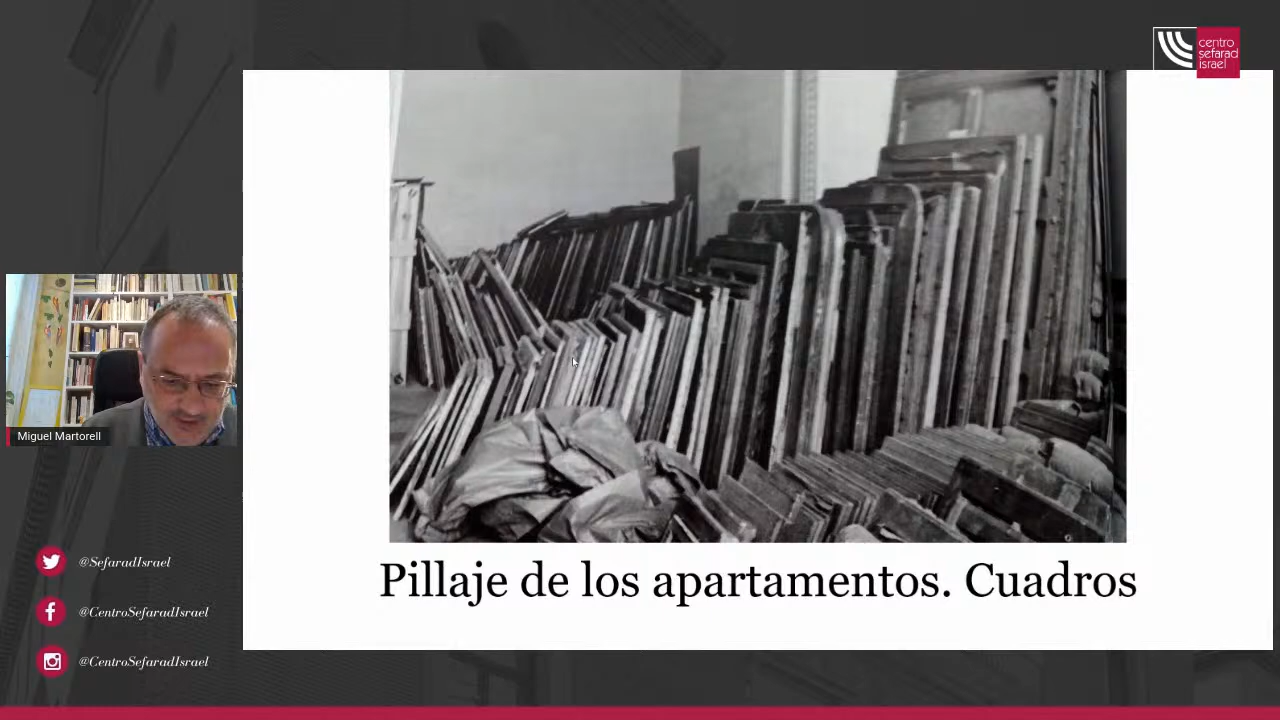 centro
sefarad
israel
Miguel Martorell
@SefaradIsrael
@CentroSefaradIsrael
@CentroSefaradIsrael
Pillaje de los apartamentos. Cuadros